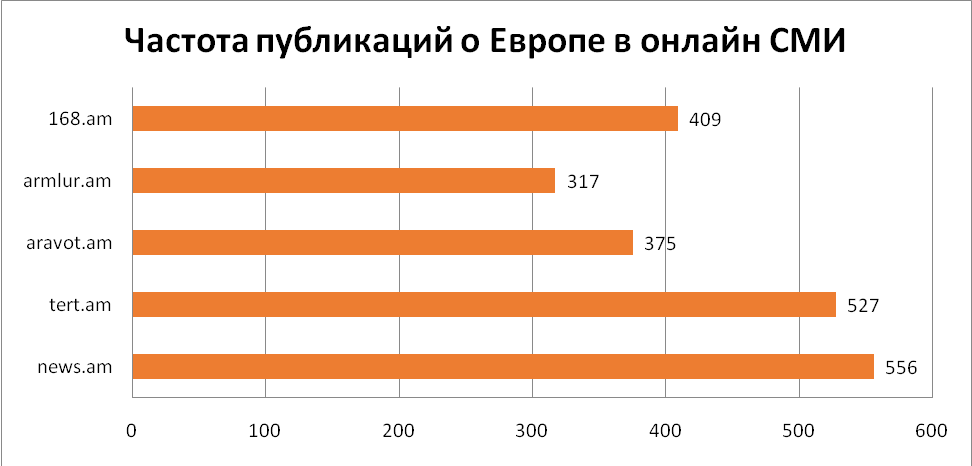 Частота публикаций о Европе в онлайн СМИ
168.am 409
armlur.am 317
aravot.am 375
tert.am 527
news.am 556
0 100 200 300 400 500 600